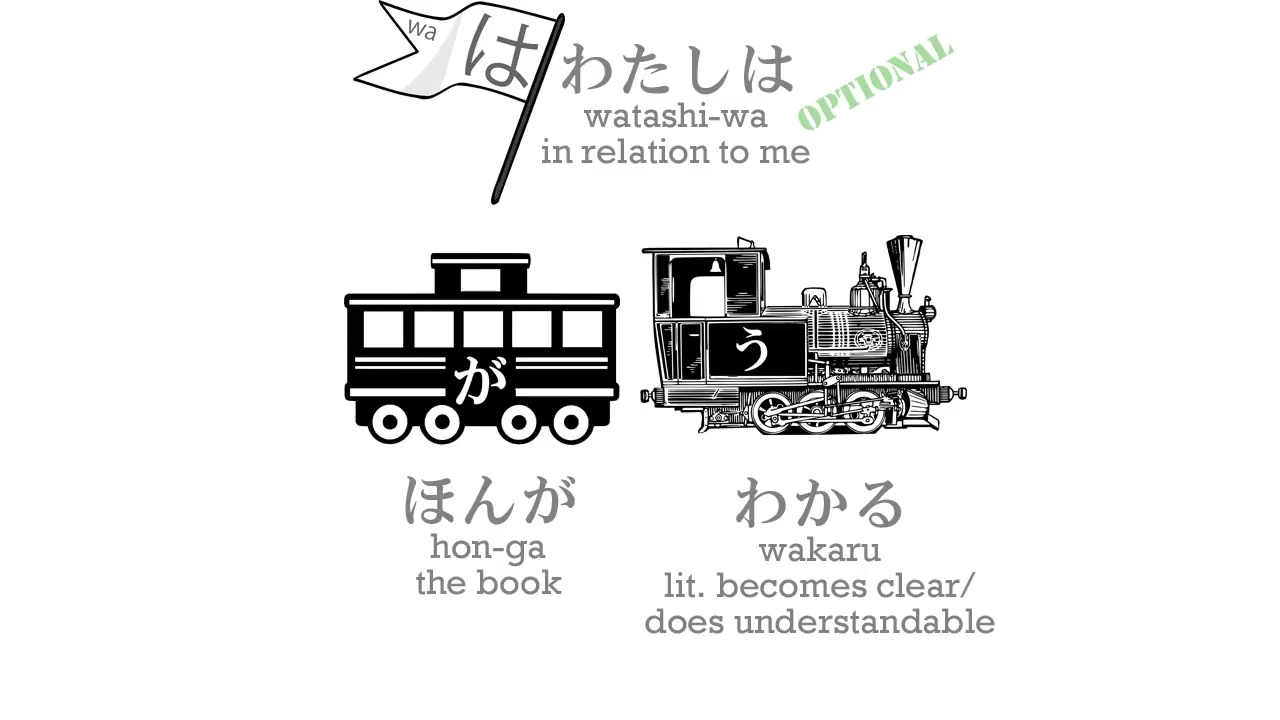 wa
は
わたしは
watashi-wa
in relation to me
OPTIONAL
が
う
ほんが
hon-ga
the book
わかる
wakaru
lit. becomes clear/
does understandable